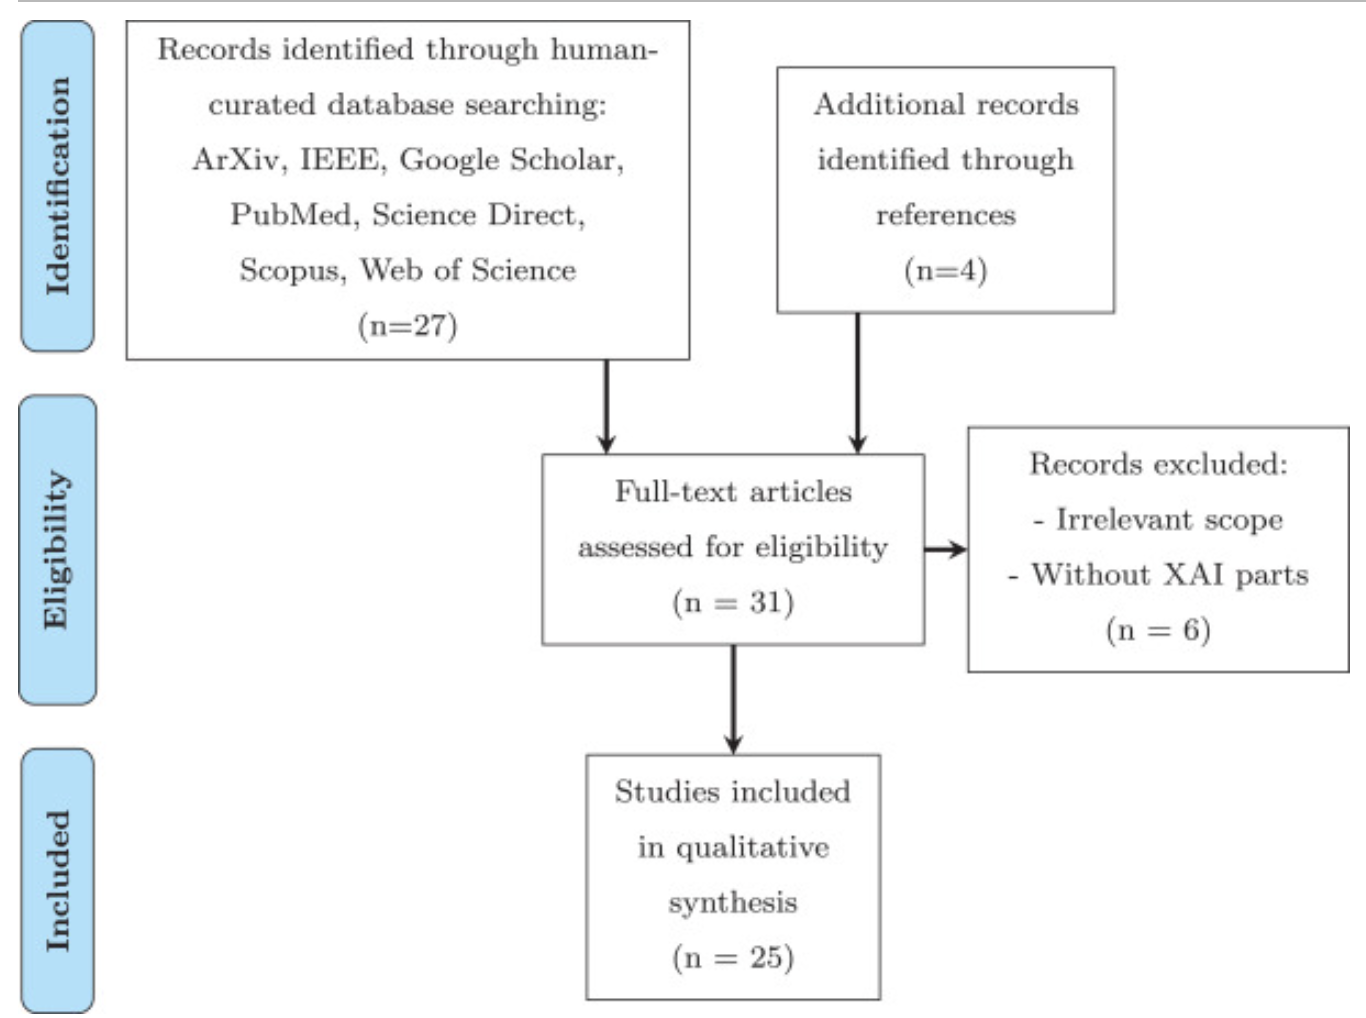 Identification
Records identified through human-
curated database searching:
ArXiv, IEEE, Google Scholar,
PubMed, Science Direct,
Scopus, Web of Science
(n=27)
Additional records
identified through
references
(n=4)
Eligibility
Full-text articles
assessed for eligibility
(n = 31)
Records excluded:
- Irrelevant scope
- Without XAI parts
(n = 6)
Included
Studies included
in qualitative
synthesis
(n = 25)